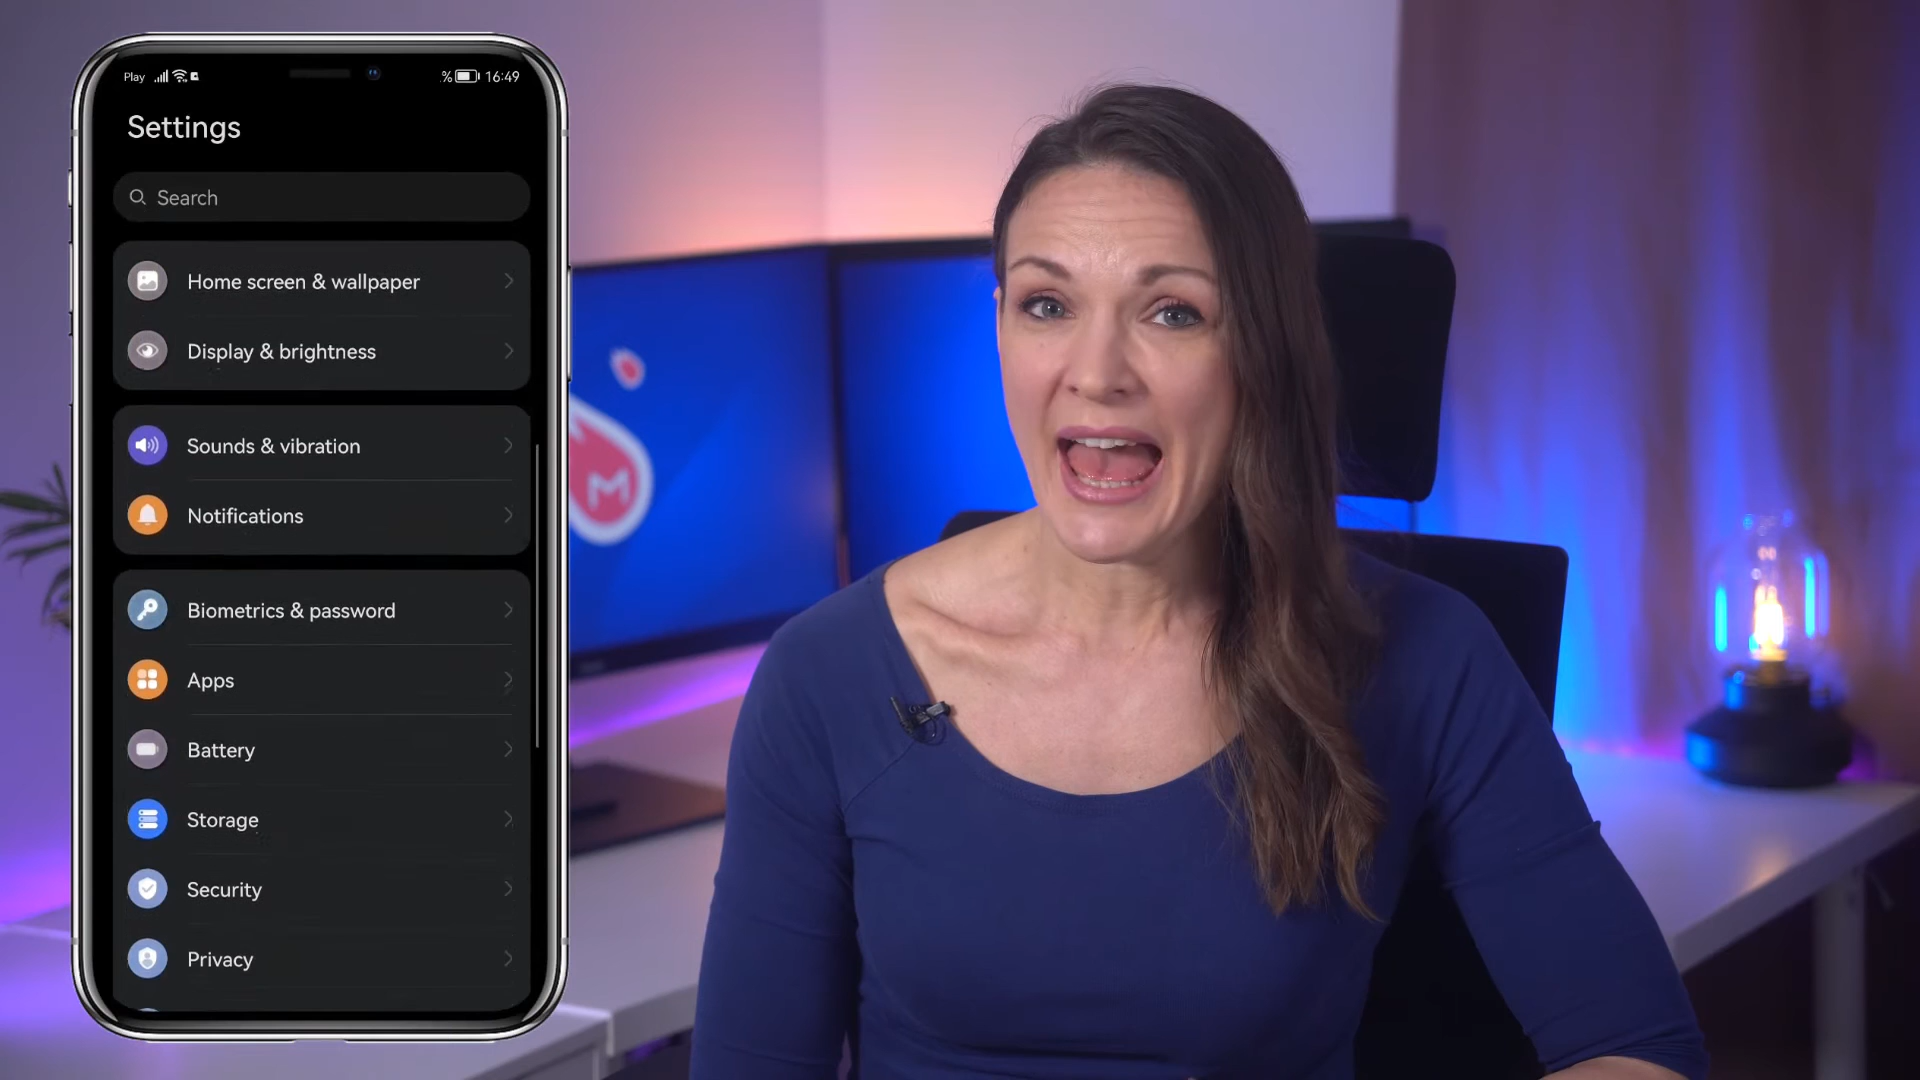 Play % 16:49
Settings
Search
Home screen & wallpaper
Display & brightness
Sounds & vibration
Notifications
Biometrics & password
Apps
Battery
Storage
Security
Privacy
M